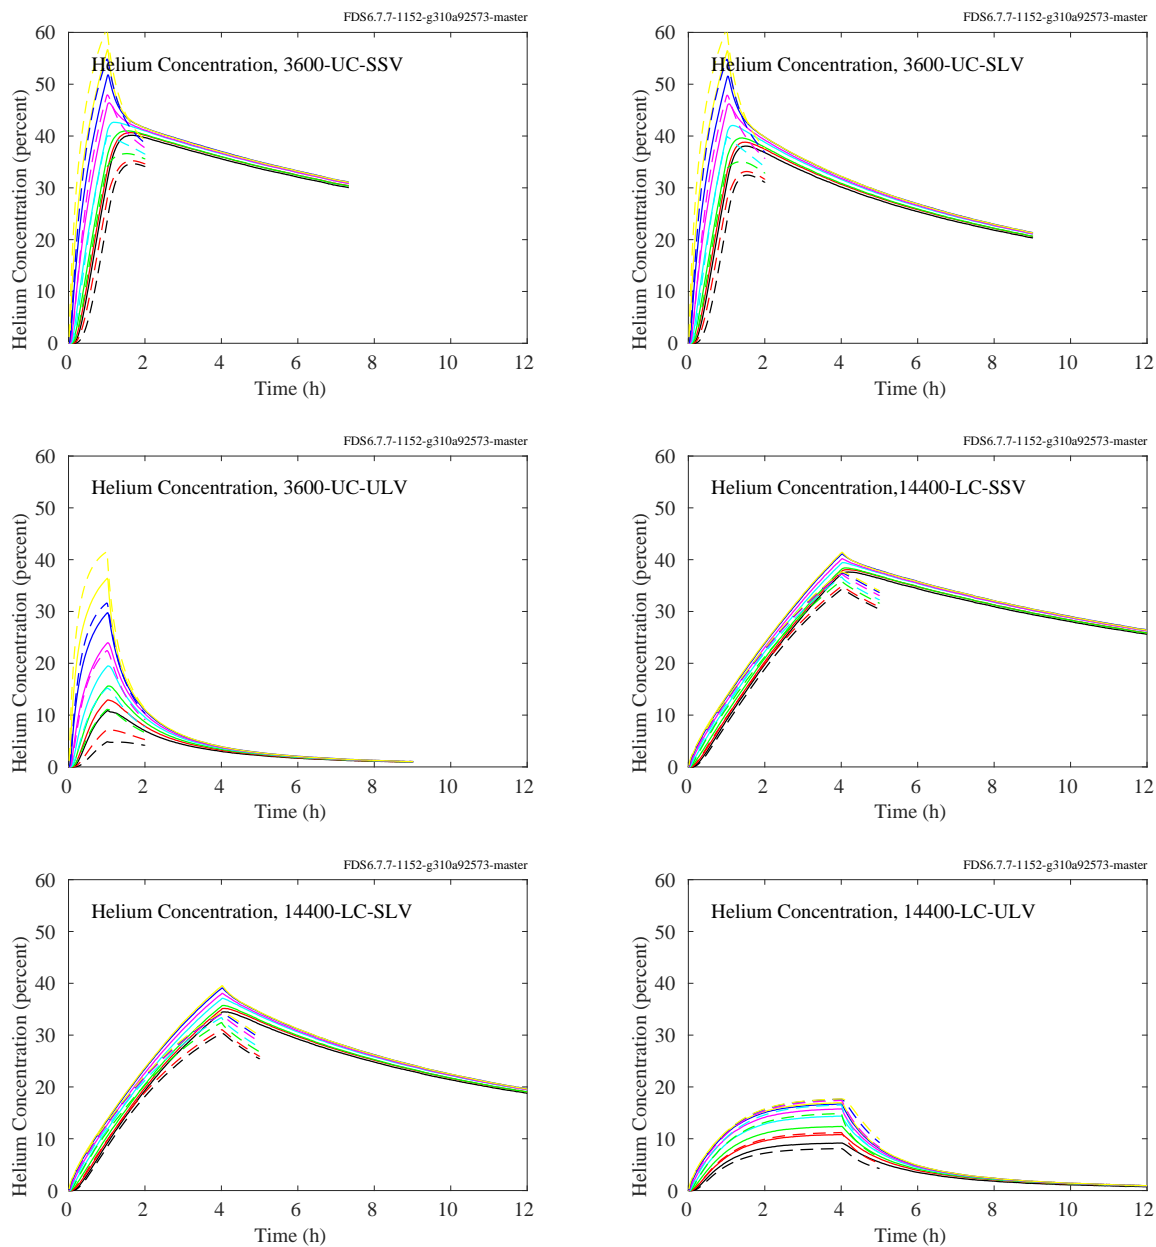 FDS6.7.7-1152-g310a92573-master
Helium Concentration, 3600-UC-SSV
Helium Concentration (percent)
60
50
40
30
20
10
0
0 2 4 6 8 10 12
Time (h)
FDS6.7.7-1152-g310a92573-master
Helium Concentration, 3600-UC-SLV
Helium Concentration (percent)
60
50
40
30
20
10
0
0 2 4 6 8 10 12
Time (h)
FDS6.7.7-1152-g310a92573-master
Helium Concentration, 3600-UC-ULV
Helium Concentration (percent)
60
50
40
30
20
10
0
0 2 4 6 8 10 12
Time (h)
FDS6.7.7-1152-g310a92573-master
Helium Concentration,14400-LC-SSV
Helium Concentration (percent)
60
50
40
30
20
10
0
0 2 4 6 8 10 12
Time (h)
FDS6.7.7-1152-g310a92573-master
Helium Concentration, 14400-LC-SLV
Helium Concentration (percent)
60
50
40
30
20
10
0
0 2 4 6 8 10 12
Time (h)
FDS6.7.7-1152-g310a92573-master
Helium Concentration, 14400-LC-ULV
Helium Concentration (percent)
60
50
40
30
20
10
0
0 2 4 6 8 10 12
Time (h)